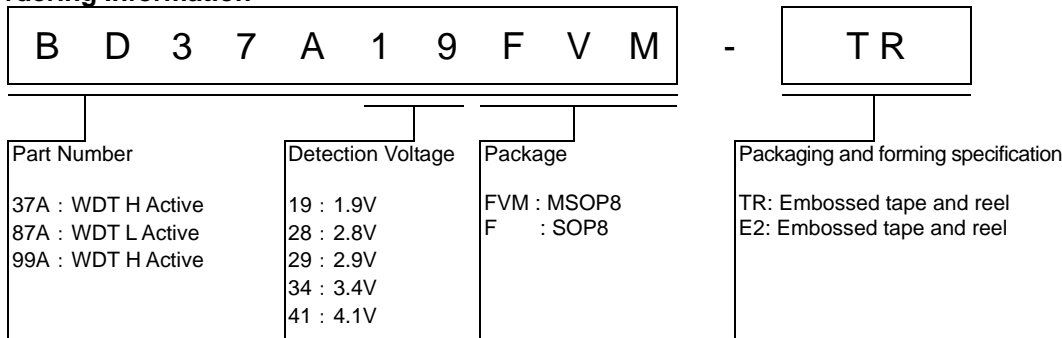 Ordering Information
B D 3 7 A 1 9 F V M - T R
Part Number
37A : WDT H Active
87A : WDT L Active
99A : WDT H Active
Detection Voltage
19 : 1.9V
28 : 2.8V
29 : 2.9V
34 : 3.4V
41 : 4.1V
Package
FVM : MSOP8
F : SOP8
Packaging and forming specification
TR: Embossed tape and reel
E2: Embossed tape and reel